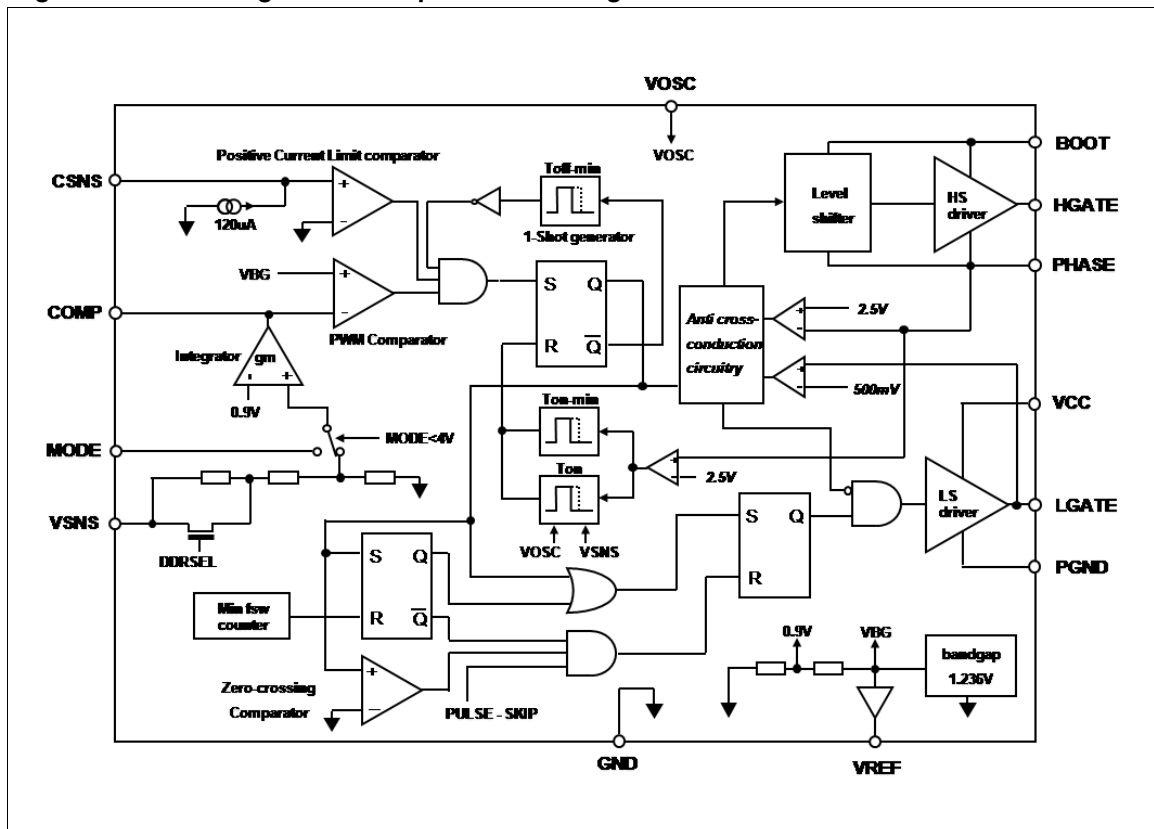 VOSC
VOSC
BOOT
HGATE
PHASE
VCC
LGATE
PGND
CSNS
COMP
MODE
VSNS
Positive Current Limit comparator
+
-
120uA
Toff-min
1-Shot generator
Level
shifter
HS
driver
VBG
+
-
PWM Comparator
S Q
R Q
Anti cross-
conduction
circuitry
+
-
2.5V
+
-
500mV
Integrator
gm
-
+
0.9V
MODE<4V
Ton-min
Ton
VOSC VSNS
+
-
2.5V
DDRSEL
S Q
R Q
Min fsw
counter
S Q
R
LS
driver
+
-
Zero-crossing
Comparator
PULSE - SKIP
0.9V
VBG
bandgap
1.236V
GND
VREF